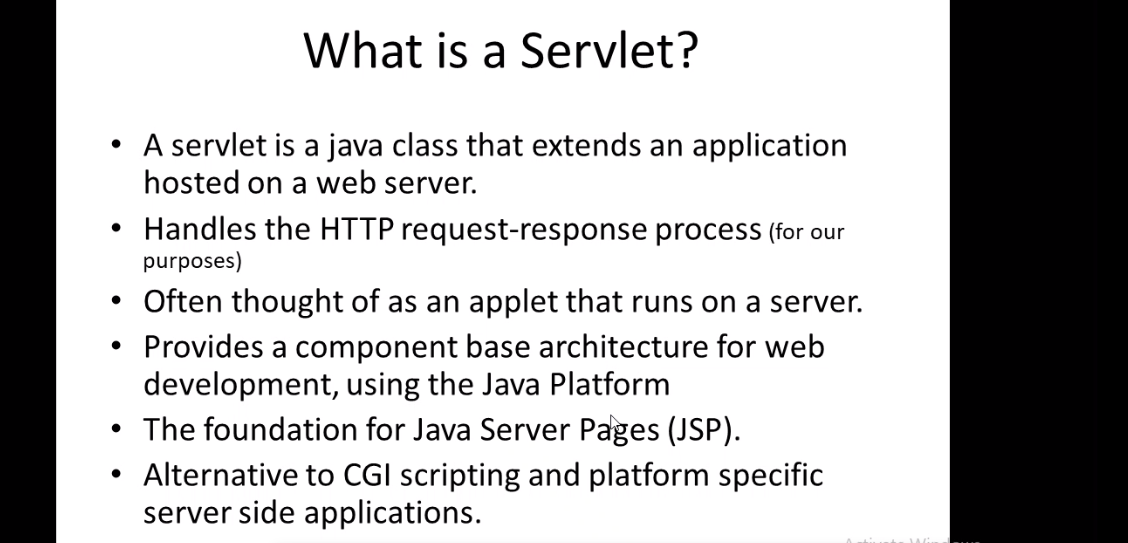 What is a Servlet?
• A servlet is a java class that extends an application
hosted on a web server.
• Handles the HTTP request-response process (for our
purposes)
• Often thought of as an applet that runs on a server.
• Provides a component base architecture for web
development, using the Java Platform
• The foundation for Java Server Pages (JSP).
• Alternative to CGI scripting and platform specific
server side applications.